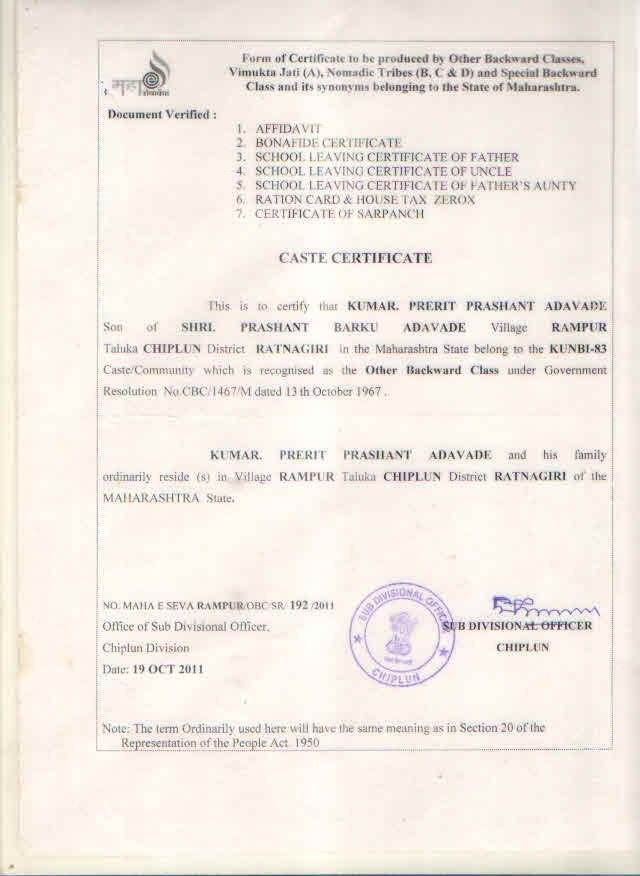 महा
ई सेवा केंद्र
Form of Certificate to be produced by Other Backward Classes,
Vimukta Jati (A), Nomadic Tribes (B, C & D) and Special Backward
Class and its synonyms belonging to the State of Maharashtra.
Document Verified :
1. AFFIDAVIT
2. BONAFIDE CERTIFICATE
3. SCHOOL LEAVING CERTIFICATE OF FATHER
4. SCHOOL LEAVING CERTIFICATE OF UNCLE
5. SCHOOL LEAVING CERTIFICATE OF FATHER'S AUNTY
6. RATION CARD & HOUSE TAX ZEROX
7. CERTIFICATE OF SARPANCH
CASTE CERTIFICATE
This is to certify that KUMAR. PRERIT PRASHANT ADAVADE
Son of SHRI. PRASHANT BARKU ADAVADE Village RAMPUR
Taluka CHIPLUN District RATNAGIRI in the Maharashtra State belong to the KUNBI-83
Caste/Community which is recognised as the Other Backward Class under Government
Resolution No.CBC/1467/M dated 13 th October 1967 .
KUMAR. PRERIT PRASHANT ADAVADE and his family
ordinarily reside (s) in Village RAMPUR Taluka CHIPLUN District RATNAGIRI of the
MAHARASHTRA State.
NO. MAHA E SEVA RAMPUR/OBC/SR/ 192 /2011
Office of Sub Divisional Officer,
Chiplun Division
Date: 19 OCT 2011
SUB DIVISIONAL OFFICER
CHIPLUN
SUB DIVISIONAL OFFICER
CHIPLUN
Note: The term Ordinarily used here will have the same meaning as in Section 20 of the
Representation of the People Act. 1950